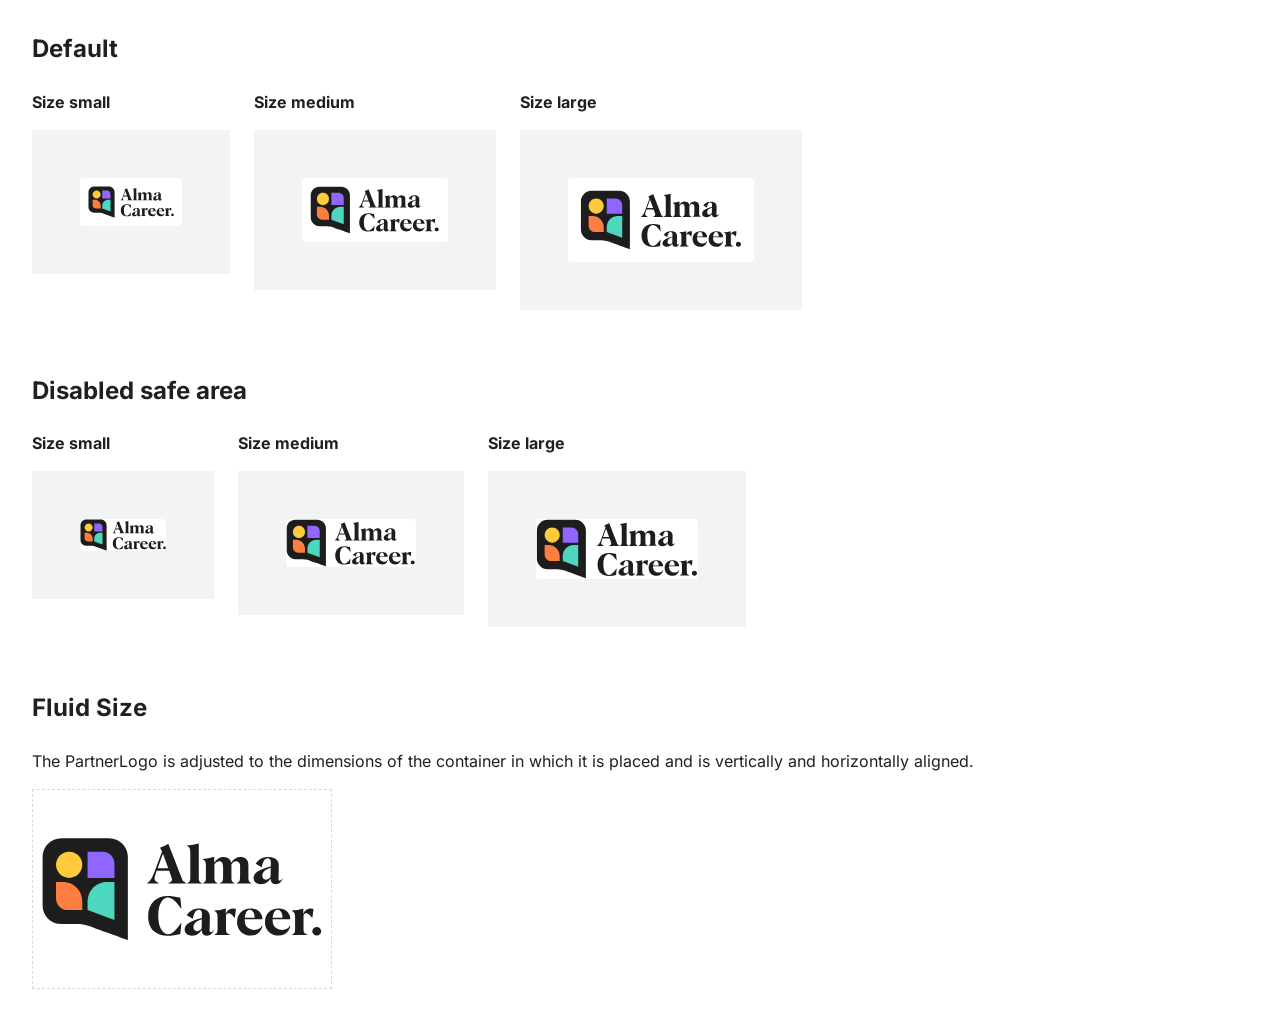 Default
Size small
Size medium
Size large
Alma
Career.
Alma
Career.
Alma
Career.
Disabled safe area
Size small
Size medium
Size large
Alma
Career.
Alma
Career.
Alma
Career.
Fluid Size
The PartnerLogo is adjusted to the dimensions of the container in which it is placed and is vertically and horizontally aligned.
Alma
Career.